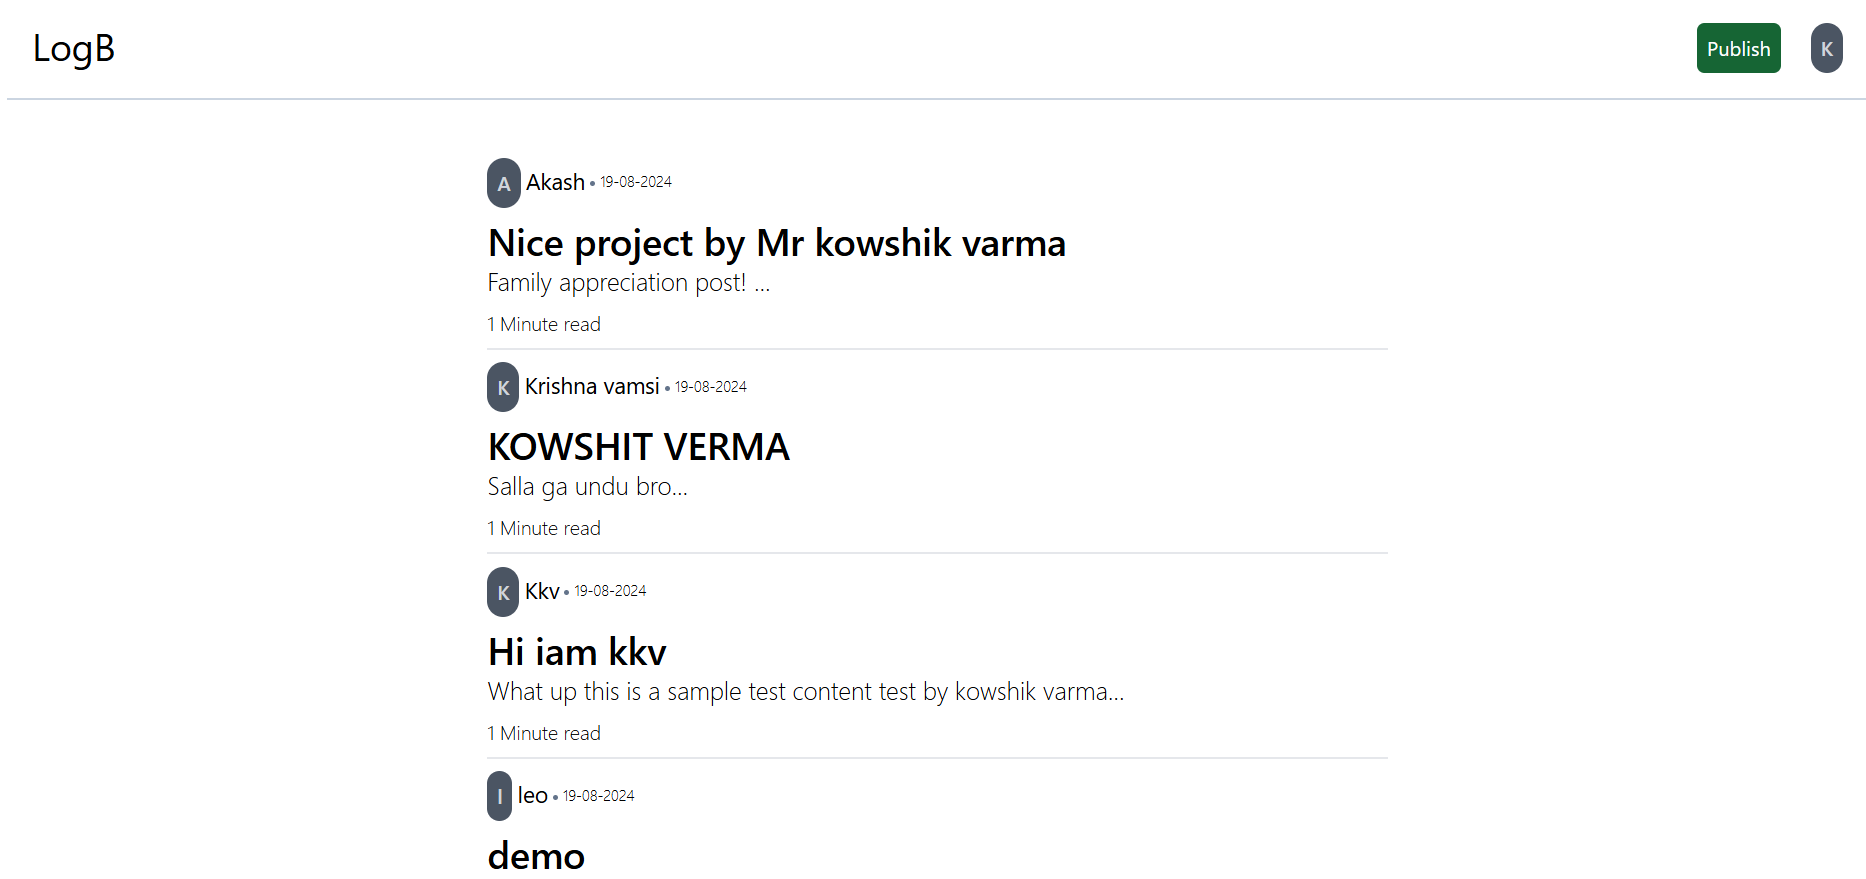 LogB
Publish
K
A Akash • 19-08-2024
Nice project by Mr kowshik varma
Family appreciation post! ...
1 Minute read
K Krishna vamsi • 19-08-2024
KOWSHIT VERMA
Salla ga undu bro...
1 Minute read
K Kkv • 19-08-2024
Hi iam kkv
What up this is a sample test content test by kowshik varma...
1 Minute read
l leo • 19-08-2024
demo